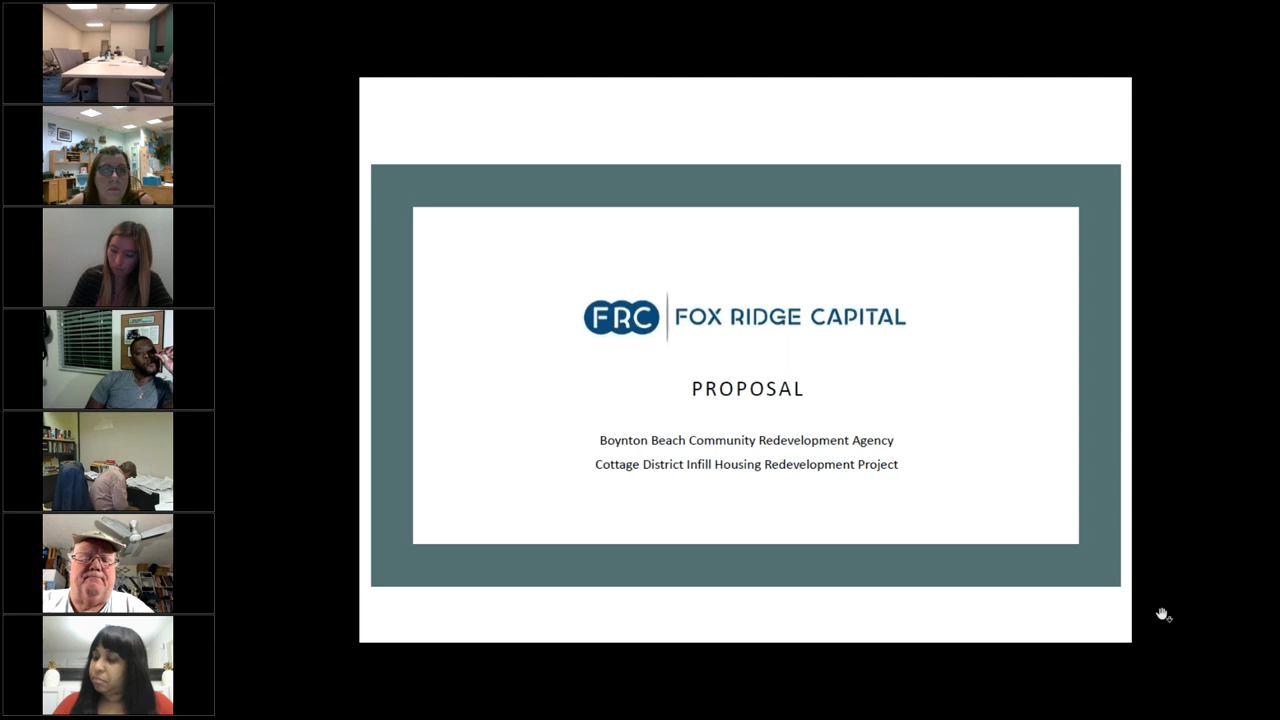 FRC FOX RIDGE CAPITAL
PROPOSAL
Boynton Beach Community Redevelopment Agency
Cottage District Infill Housing Redevelopment Project